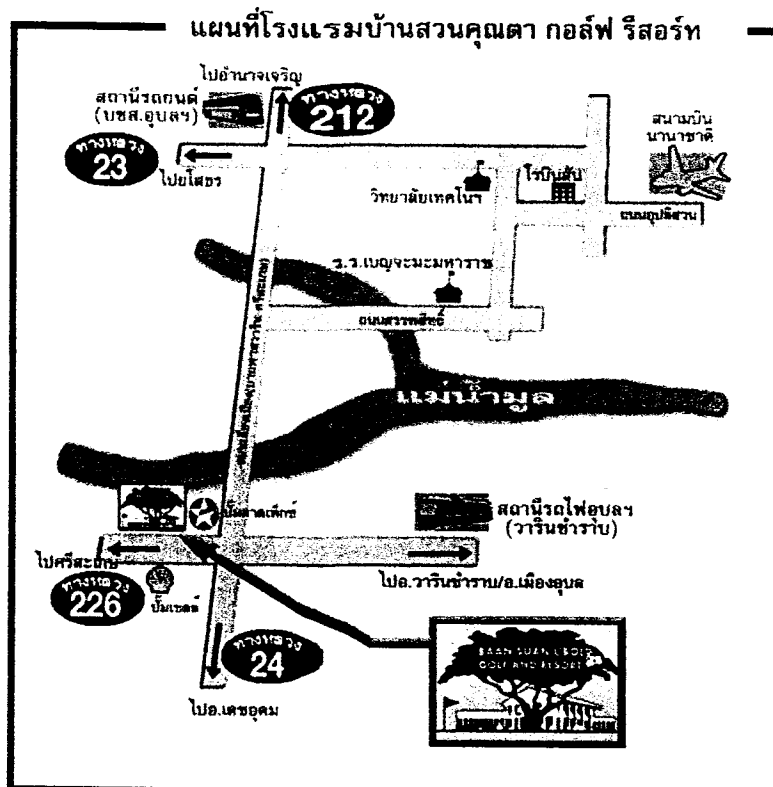 แผนที่โรงแรมบ้านสวนคุณตา กอล์ฟ รีสอร์ท
ไปอำนาจเจริญ
สถานีรถยนต์
(บขส.อุบลฯ)
ทางหลวง
212
สนามบิน
นานาชาติ
ทางหลวง
23
ไปยโสธร
วิทยาลัยเทคโนฯ
โรบินสัน
ถนนอุปลีสาน
ร.ร.เบญจะมะมหาราช
ถนนสรรพสิทธิ์
แม่น้ำมูล
ปั๊มคาลเท็กซ์
สถานีรถไฟอุบลฯ
(วารินชำราบ)
ไปศรีสะเกษ
ไปอ.วารินชำราบ/อ.เมืองอุบล
ทางหลวง
226
ปั๊มเชลล์
ทางหลวง
24
BAAN SUAN UBOL
GOLF AND RESORT
ไปอ.เดชอุดม